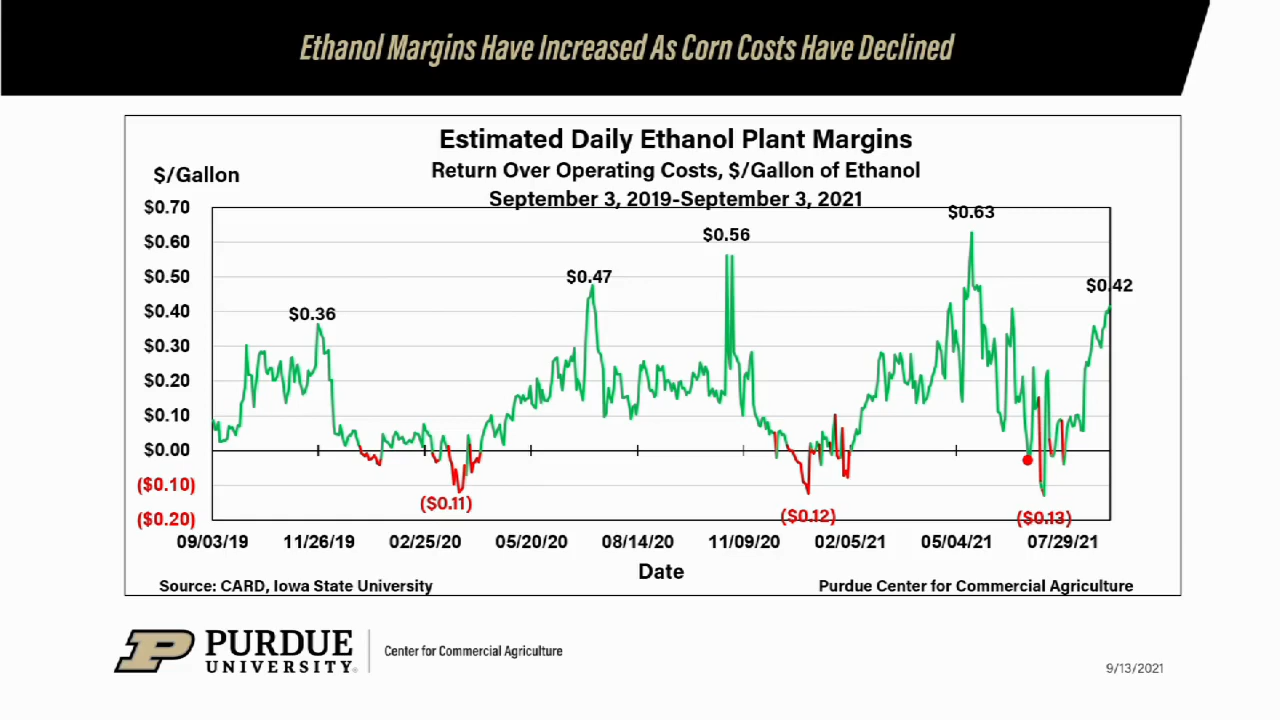 Ethanol Margins Have Increased As Corn Costs Have Declined
Estimated Daily Ethanol Plant Margins
Return Over Operating Costs, $/Gallon of Ethanol
September 3, 2019-September 3, 2021
$/Gallon
$0.70
$0.60
$0.50
$0.40
$0.30
$0.20
$0.10
$0.00
($0.10)
($0.20)
$0.36
$0.47
$0.56
$0.63
$0.42
($0.11)
($0.12)
($0.13)
09/03/19 11/26/19 02/25/20 05/20/20 08/14/20 11/09/20 02/05/21 05/04/21 07/29/21
Date
Source: CARD, Iowa State University
Purdue Center for Commercial Agriculture
PURDUE
UNIVERSITY
Center for Commercial Agriculture
9/13/2021